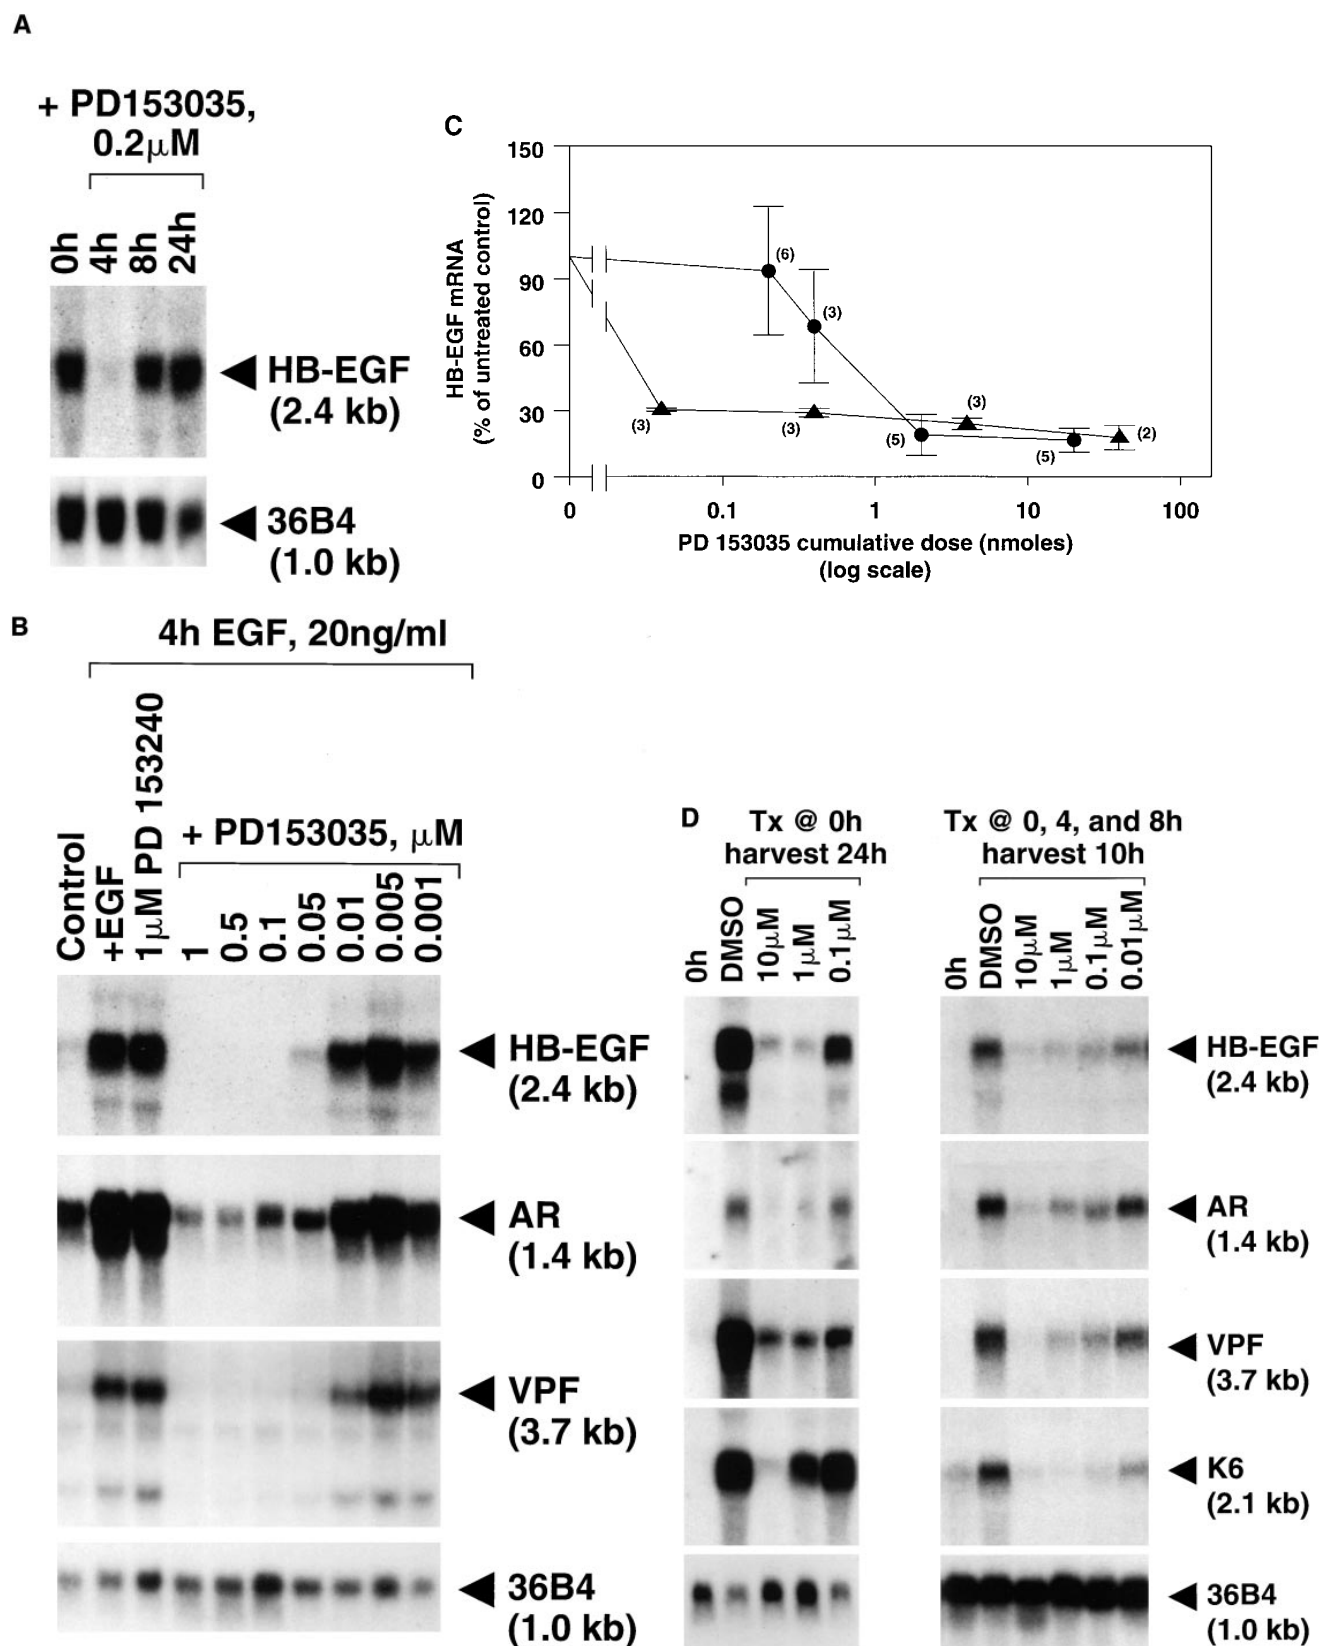 A
+ PD153035,
0.2μM
0h
4h
8h
24h
HB-EGF
(2.4 kb)
36B4
(1.0 kb)
C
HB-EGF mRNA
(% of untreated control)
150
120
90
60
30
0
(6)
(3)
(5)
(5)
(3)
(3)
(3)
(2)
0
0.1
1
10
100
PD 153035 cumulative dose (nmoles)
(log scale)
B
4h EGF, 20ng/ml
Control
+EGF
1μM PD 153240
+ PD153035, μM
1
0.5
0.1
0.05
0.01
0.005
0.001
HB-EGF
(2.4 kb)
AR
(1.4 kb)
VPF
(3.7 kb)
36B4
(1.0 kb)
D
Tx @ 0h
harvest 24h
0h
DMSO
10μM
1μM
0.1μM
Tx @ 0, 4, and 8h
harvest 10h
0h
DMSO
10μM
1μM
0.1μM
0.01μM
HB-EGF
(2.4 kb)
AR
(1.4 kb)
VPF
(3.7 kb)
K6
(2.1 kb)
36B4
(1.0 kb)